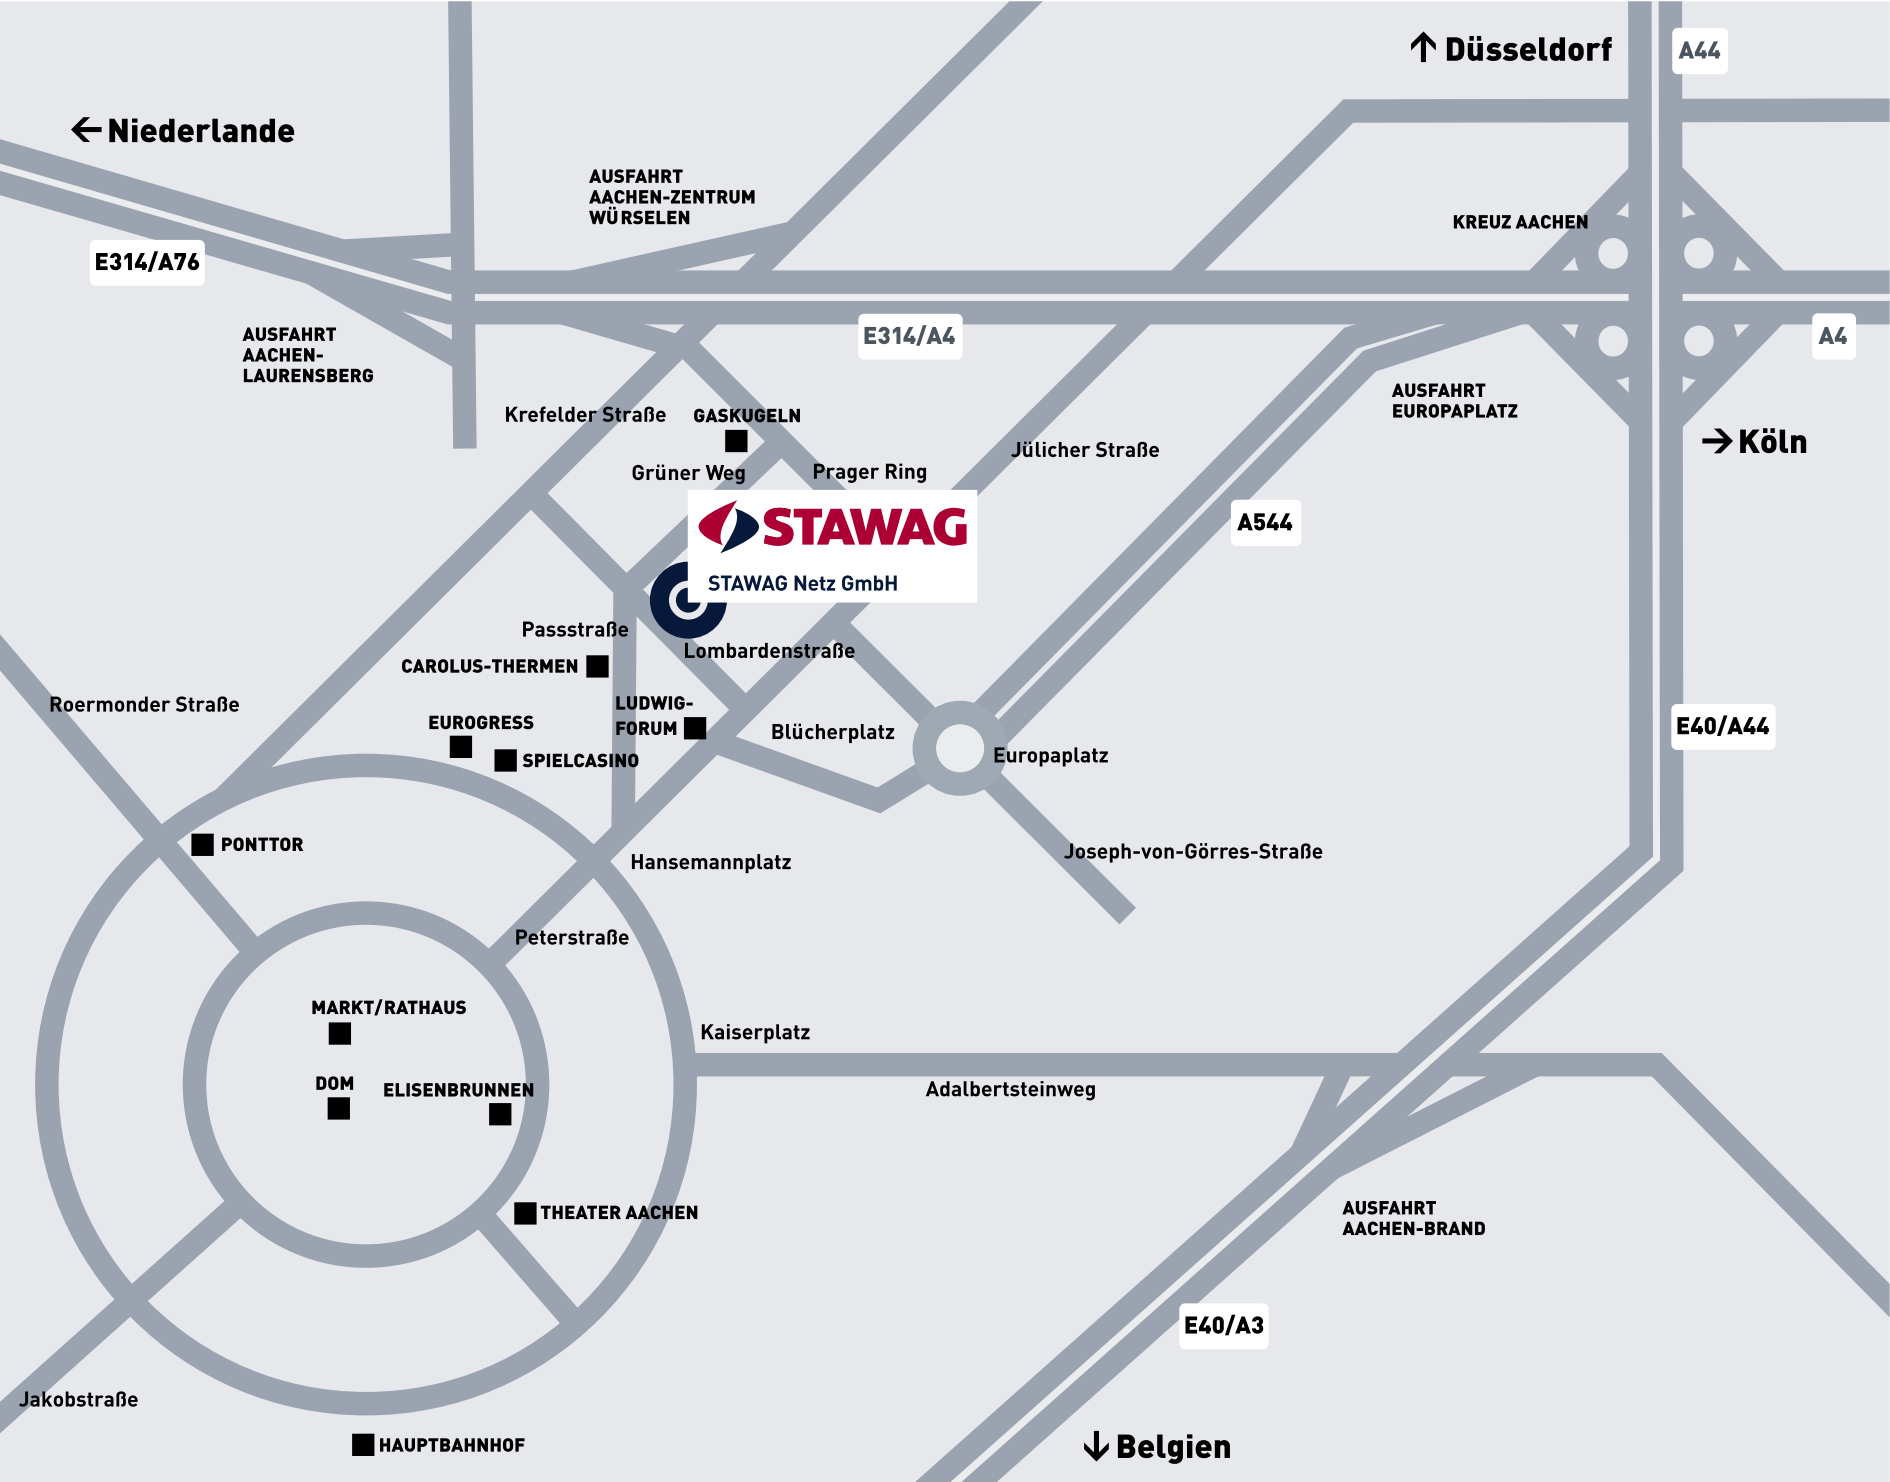 Düsseldorf
A44
Niederlande
AUSFAHRT
AACHEN-ZENTRUM
WÜRSELEN
KREUZ AACHEN
E314/A76
AUSFAHRT
AACHEN-
LAURENSBERG
E314/A4
A4
AUSFAHRT
EUROPAPLATZ
Krefelder Straße
GASKUGELN
Jülicher Straße
Köln
Grüner Weg
Prager Ring
STAWAG
A544
STAWAG Netz GmbH
Passstraße
Lombardenstraße
CAROLUS-THERMEN
Roermonder Straße
LUDWIG-
FORUM
EUROGRESS
Blücherplatz
E40/A44
SPIELCASINO
Europaplatz
PONTTOR
Hansemannplatz
Joseph-von-Görres-Straße
Peterstraße
MARKT/RATHAUS
Kaiserplatz
DOM
ELISENBRUNNEN
Adalbertsteinweg
THEATER AACHEN
AUSFAHRT
AACHEN-BRAND
E40/A3
Jakobstraße
HAUPTBAHNHOF
Belgien